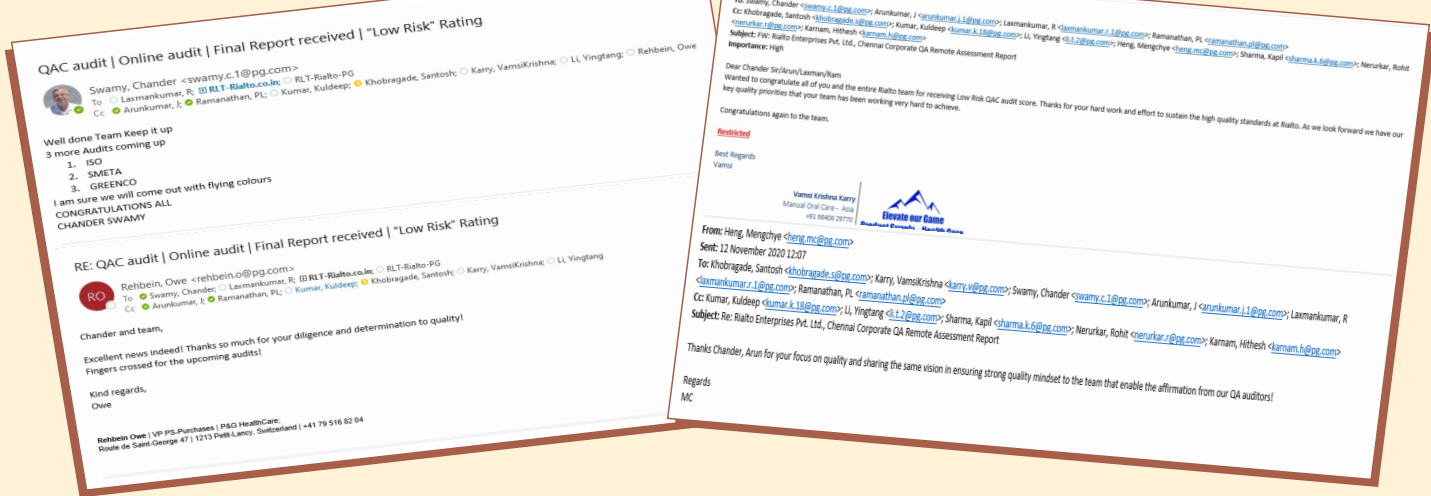 QAC audit | Online audit | Final Report received | "Low Risk" Rating
Swamy, Chander <swamy.c.1@pg.com>
To Laxmankumar, R; RLT-Rialto.co.in; RLT-Rialto-PG
Cc Arunkumar, J; Ramanathan, PL; Kumar, Kuldeep; Khobragade, Santosh; Karry, VamsiKrishna; Li, Yingtang; Rehbein, Owe
Well done Team Keep it up
3 more Audits coming up
1. ISO
2. SMETA
3. GREENCO
I am sure we will come out with flying colours
CONGRATULATIONS ALL
CHANDER SWAMY
RE: QAC audit | Online audit | Final Report received | "Low Risk" Rating
RO
Rehbein, Owe <rehbein.o@pg.com>
To Swamy, Chander; Laxmankumar, R; RLT-Rialto.co.in; RLT-Rialto-PG
Cc Arunkumar, J; Ramanathan, PL; Kumar, Kuldeep; Khobragade, Santosh; Karry, VamsiKrishna; Li, Yingtang
Chander and team,
Excellent news indeed! Thanks so much for your diligence and determination to quality!
Fingers crossed for the upcoming audits!
Kind regards,
Owe
Rehbein Owe | VP PS-Purchases | P&G HealthCare;
Route de Saint-George 47 | 1213 Petit-Lancy, Switzerland | +41 79 516 82 04
To: Swamy, Chander <swamy.c.1@pg.com>; Arunkumar, J <arunkumar.j.1@pg.com>; Laxmankumar, R <laxmankumar.r.1@pg.com>; Ramanathan, PL <ramanathan.pl@pg.com>
Cc: Khobragade, Santosh <khobragade.s@pg.com>; Kumar, Kuldeep <kumar.k.18@pg.com>; Li, Yingtang <li.t.2@pg.com>; Heng, Mengchye <heng.mc@pg.com>; Sharma, Kapil <sharma.k.6@pg.com>; Nerurkar, Rohit
<nerurkar.r@pg.com>; Karnam, Hithesh <karnam.h@pg.com>
Subject: FW: Rialto Enterprises Pvt. Ltd., Chennai Corporate QA Remote Assessment Report
Importance: High
Dear Chander Sir/Arun/Laxman/Ram
Wanted to congratulate all of you and the entire Rialto team for receiving Low Risk QAC audit score. Thanks for your hard work and effort to sustain the high quality standards at Rialto. As we look forward we have our
key quality priorities that your team has been working very hard to achieve.
Congratulations again to the team.
Restricted
Best Regards
Vamsi
Vamsi Krishna Karry
Manual Oral Care - Asia
+91 98406 29770
Elevate our Game
Product Supply - Health Care
From: Heng, Mengchye <heng.mc@pg.com>
Sent: 12 November 2020 12:07
To: Khobragade, Santosh <khobragade.s@pg.com>; Karry, VamsiKrishna <karry.v@pg.com>; Swamy, Chander <swamy.c.1@pg.com>; Arunkumar, J <arunkumar.j.1@pg.com>; Laxmankumar, R
<laxmankumar.r.1@pg.com>; Ramanathan, PL <ramanathan.pl@pg.com>
Cc: Kumar, Kuldeep <kumar.k.18@pg.com>; Li, Yingtang <li.t.2@pg.com>; Sharma, Kapil <sharma.k.6@pg.com>; Nerurkar, Rohit <nerurkar.r@pg.com>; Karnam, Hithesh <karnam.h@pg.com>
Subject: Re: Rialto Enterprises Pvt. Ltd., Chennai Corporate QA Remote Assessment Report
Thanks Chander, Arun for your focus on quality and sharing the same vision in ensuring strong quality mindset to the team that enable the affirmation from our QA auditors!
Regards
MC